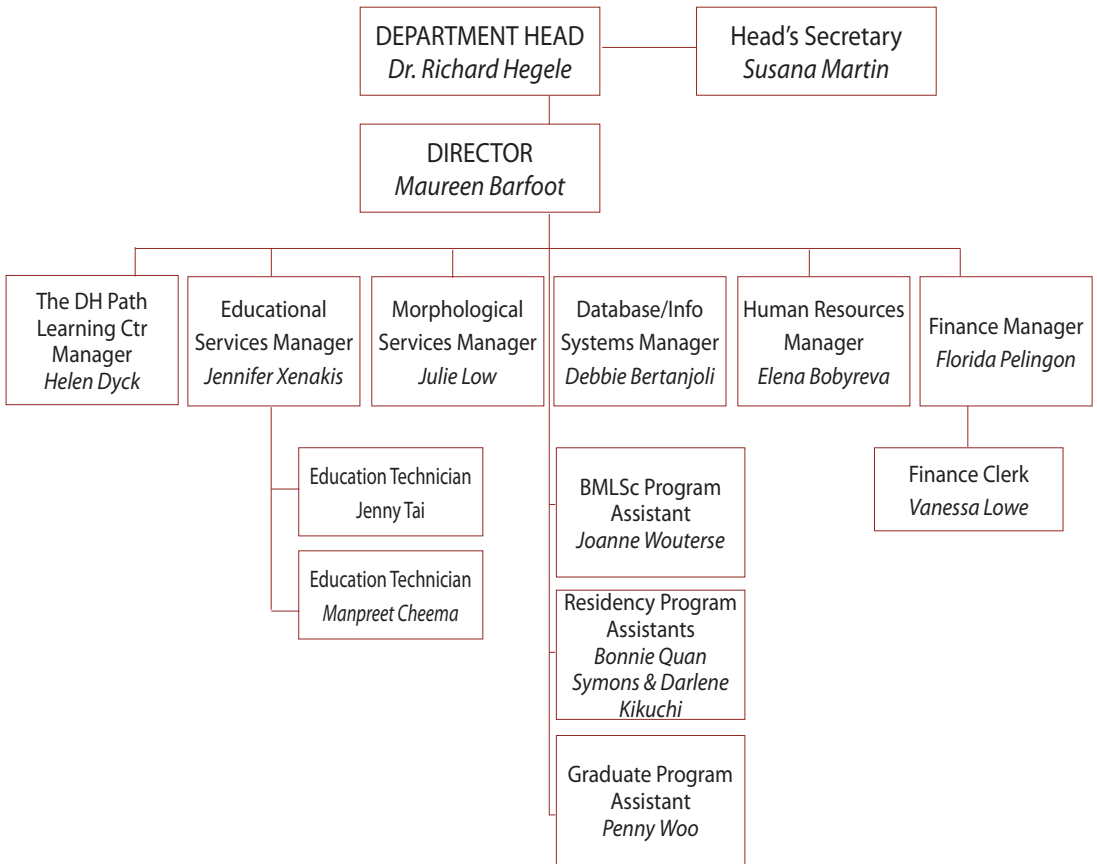 DEPARTMENT HEAD
Dr. Richard Hegele
Head’s Secretary
Susana Martin
DIRECTOR
Maureen Barfoot
The DH Path
Learning Ctr
Manager
Helen Dyck
Educational
Services Manager
Jennifer Xenakis
Morphological
Services Manager
Julie Low
Database/Info
Systems Manager
Debbie Bertanjoli
Human Resources
Manager
Elena Bobyreva
Finance Manager
Florida Pelingon
Education Technician
Jenny Tai
Education Technician
Manpreet Cheema
BMLSc Program
Assistant
Joanne Wouterse
Residency Program
Assistants
Bonnie Quan
Symons & Darlene
Kikuchi
Graduate Program
Assistant
Penny Woo
Finance Clerk
Vanessa Lowe